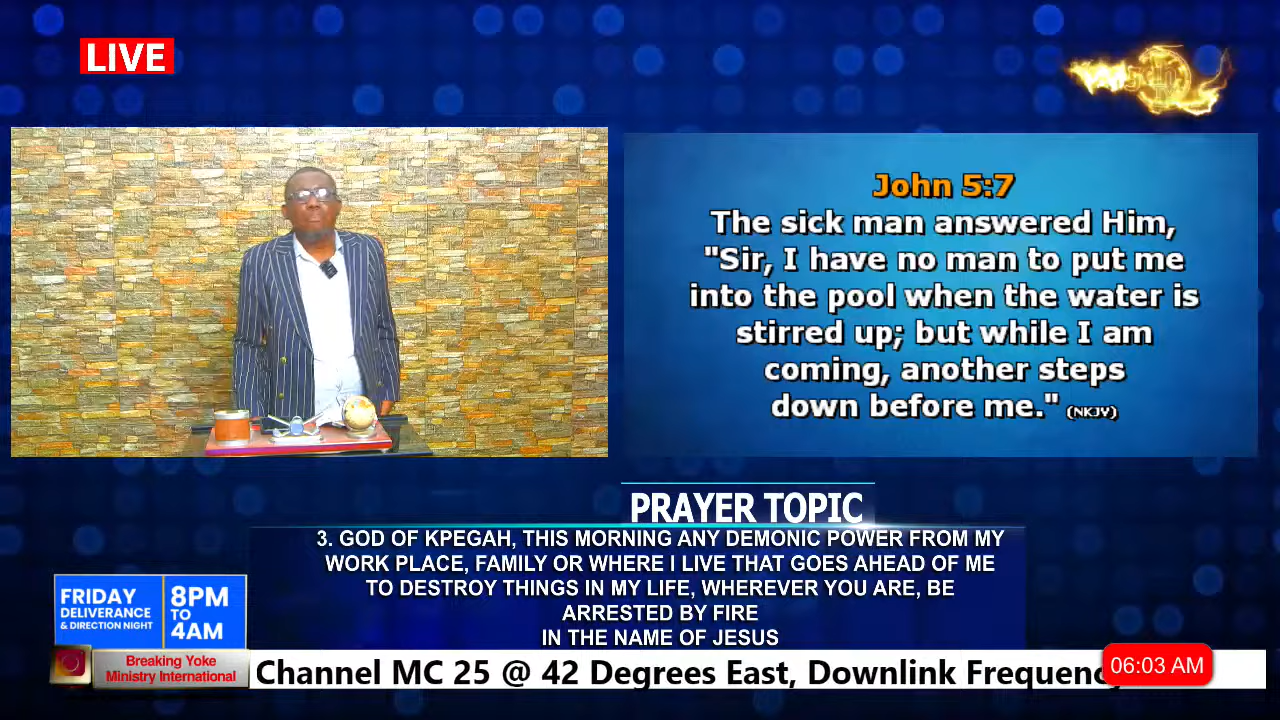 LIVE
John 5:7
The sick man answered Him,
"Sir, I have no man to put me
into the pool when the water is
stirred up; but while I am
coming, another steps
down before me." (NKJV)
PRAYER TOPIC
3. GOD OF KPEGAH, THIS MORNING ANY DEMONIC POWER FROM MY
WORK PLACE, FAMILY OR WHERE I LIVE THAT GOES AHEAD OF ME
TO DESTROY THINGS IN MY LIFE, WHEREVER YOU ARE, BE
ARRESTED BY FIRE
IN THE NAME OF JESUS
FRIDAY
DELIVERANCE
& DIRECTION NIGHT
8PM
TO
4AM
Breaking Yoke
Ministry International
Channel MC 25 @ 42 Degrees East, Downlink Frequenc
06:03 AM